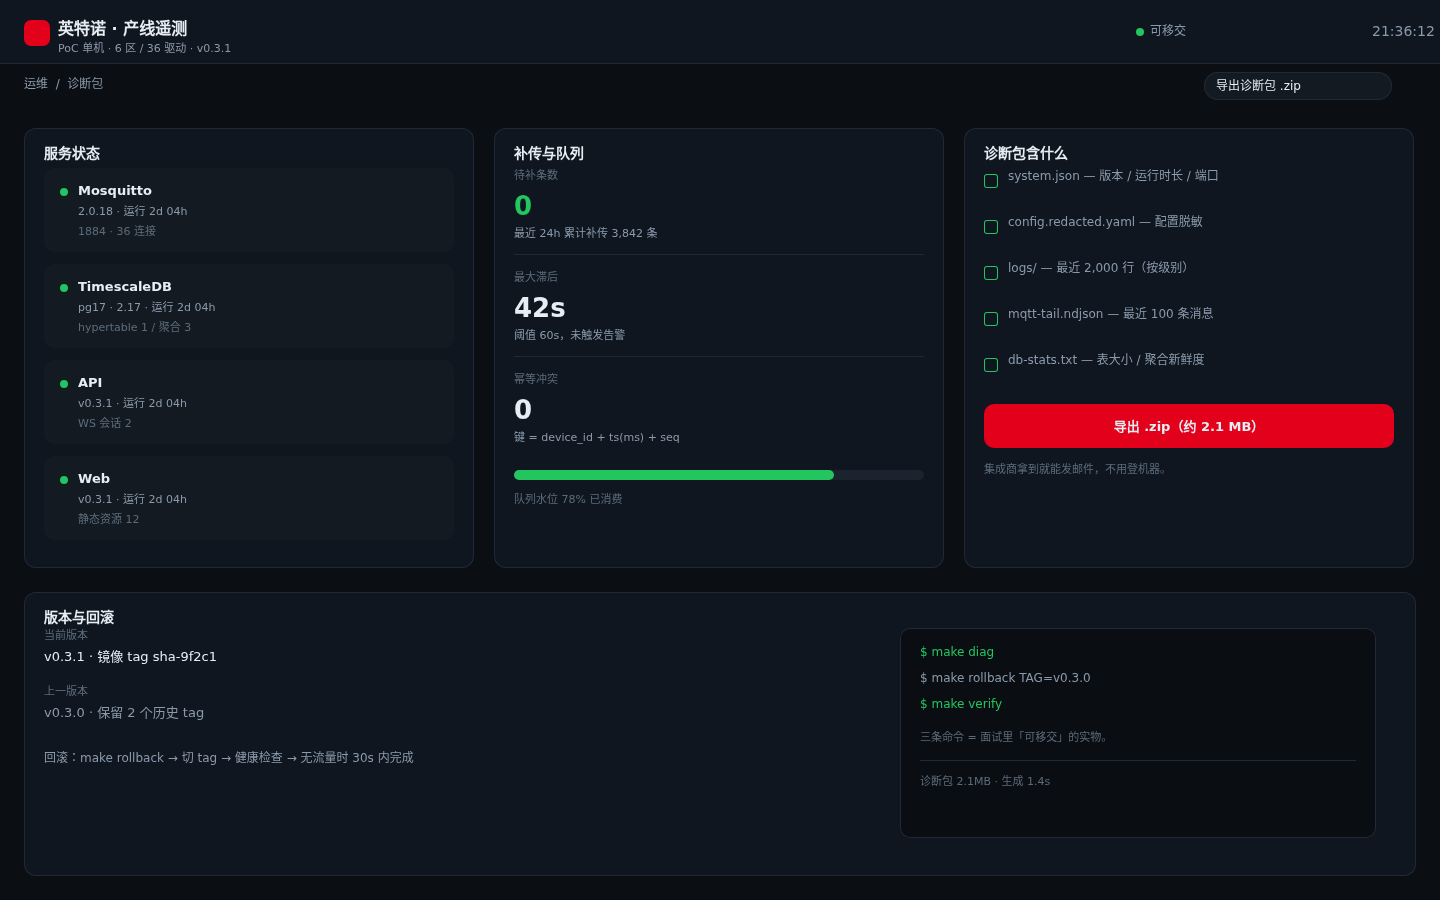 英特诺 · 产线遥测
PoC 单机 · 6 区 / 36 驱动 · v0.3.1
可移交
21:36:12
运维 / 诊断包
导出诊断包 .zip
服务状态
Mosquitto
2.0.18 · 运行 2d 04h
1884 · 36 连接
TimescaleDB
pg17 · 2.17 · 运行 2d 04h
hypertable 1 / 聚合 3
API
v0.3.1 · 运行 2d 04h
WS 会话 2
Web
v0.3.1 · 运行 2d 04h
静态资源 12
补传与队列
待补条数
0
最近 24h 累计补传 3,842 条
最大滞后
42s
阈值 60s，未触发告警
幂等冲突
0
键 = device_id + ts(ms) + seq
队列水位 78% 已消费
诊断包含什么
system.json — 版本 / 运行时长 / 端口
config.redacted.yaml — 配置脱敏
logs/ — 最近 2,000 行（按级别）
mqtt-tail.ndjson — 最近 100 条消息
db-stats.txt — 表大小 / 聚合新鲜度
导出 .zip（约 2.1 MB）
集成商拿到就能发邮件，不用登机器。
版本与回滚
当前版本
v0.3.1 · 镜像 tag sha-9f2c1
上一版本
v0.3.0 · 保留 2 个历史 tag
回滚：make rollback → 切 tag → 健康检查 → 无流量时 30s 内完成
$ make diag
$ make rollback TAG=v0.3.0
$ make verify
三条命令 = 面试里「可移交」的实物。
诊断包 2.1MB · 生成 1.4s